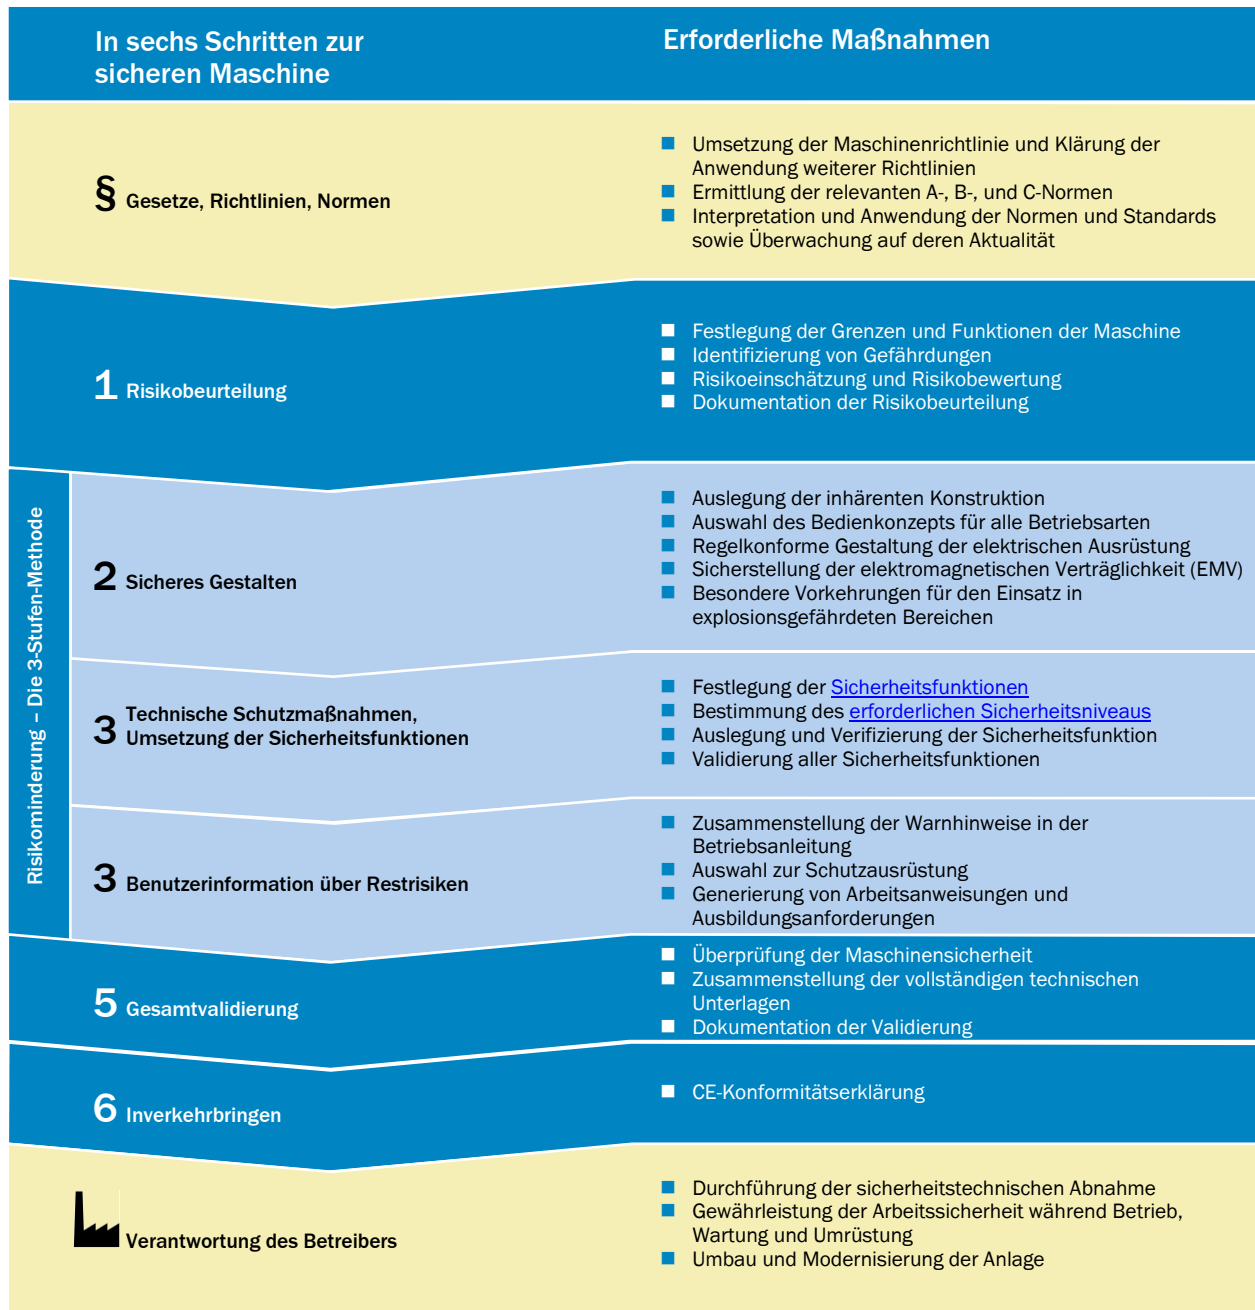 In sechs Schritten zur
sicheren Maschine
Erforderliche Maßnahmen
§ Gesetze, Richtlinien, Normen
Umsetzung der Maschinenrichtlinie und Klärung der
Anwendung weiterer Richtlinien
Ermittlung der relevanten A-, B-, und C-Normen
Interpretation und Anwendung der Normen und Standards
sowie Überwachung auf deren Aktualität
1 Risikobeurteilung
Festlegung der Grenzen und Funktionen der Maschine
Identifizierung von Gefährdungen
Risikoeinschätzung und Risikobewertung
Dokumentation der Risikobeurteilung
Risikominderung – Die 3-Stufen-Methode
2 Sicheres Gestalten
Auslegung der inhärenten Konstruktion
Auswahl des Bedienkonzepts für alle Betriebsarten
Regelkonforme Gestaltung der elektrischen Ausrüstung
Sicherstellung der elektromagnetischen Verträglichkeit (EMV)
Besondere Vorkehrungen für den Einsatz in
explosionsgefährdeten Bereichen
3 Technische Schutzmaßnahmen,
Umsetzung der Sicherheitsfunktionen
Festlegung der Sicherheitsfunktionen
Bestimmung des erforderlichen Sicherheitsniveaus
Auslegung und Verifizierung der Sicherheitsfunktion
Validierung aller Sicherheitsfunktionen
3 Benutzerinformation über Restrisiken
Zusammenstellung der Warnhinweise in der
Betriebsanleitung
Auswahl zur Schutzausrüstung
Generierung von Arbeitsanweisungen und
Ausbildungsanforderungen
5 Gesamtvalidierung
Überprüfung der Maschinensicherheit
Zusammenstellung der vollständigen technischen
Unterlagen
Dokumentation der Validierung
6 Inverkehrbringen
CE-Konformitätserklärung
Verantwortung des Betreibers
Durchführung der sicherheitstechnischen Abnahme
Gewährleistung der Arbeitssicherheit während Betrieb,
Wartung und Umrüstung
Umbau und Modernisierung der Anlage